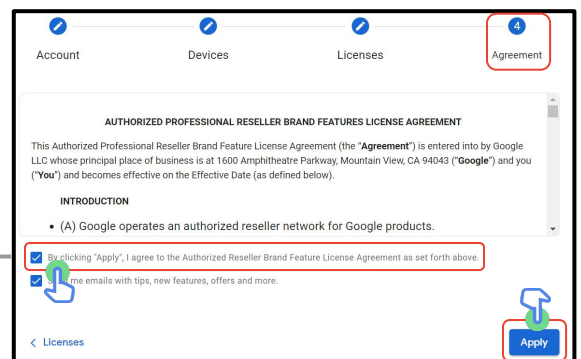 4
Account Devices Licenses Agreement
AUTHORIZED PROFESSIONAL RESELLER BRAND FEATURES LICENSE AGREEMENT
This Authorized Professional Reseller Brand Feature License Agreement (the “Agreement”) is entered into by Google
LLC whose principal place of business is at 1600 Amphitheatre Parkway, Mountain View, CA 94043 (“Google”) and you
(“You”) and becomes effective on the Effective Date (as defined below).
INTRODUCTION
• (A) Google operates an authorized reseller network for Google products.
By clicking "Apply", I agree to the Authorized Reseller Brand Feature License Agreement as set forth above.
me emails with tips, new features, offers and more.
< Licenses Apply